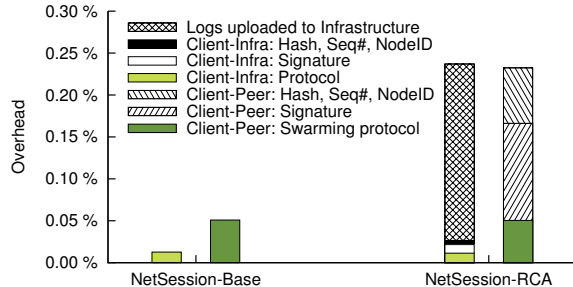 0.30 %
0.25 %
0.20 %
0.15 %
0.10 %
0.05 %
0.00 %
Overhead
Logs uploaded to Infrastructure
Client-Infra: Hash, Seq#, NodeID
Client-Infra: Signature
Client-Infra: Protocol
Client-Peer: Hash, Seq#, NodeID
Client-Peer: Signature
Client-Peer: Swarming protocol
NetSession-Base
NetSession-RCA